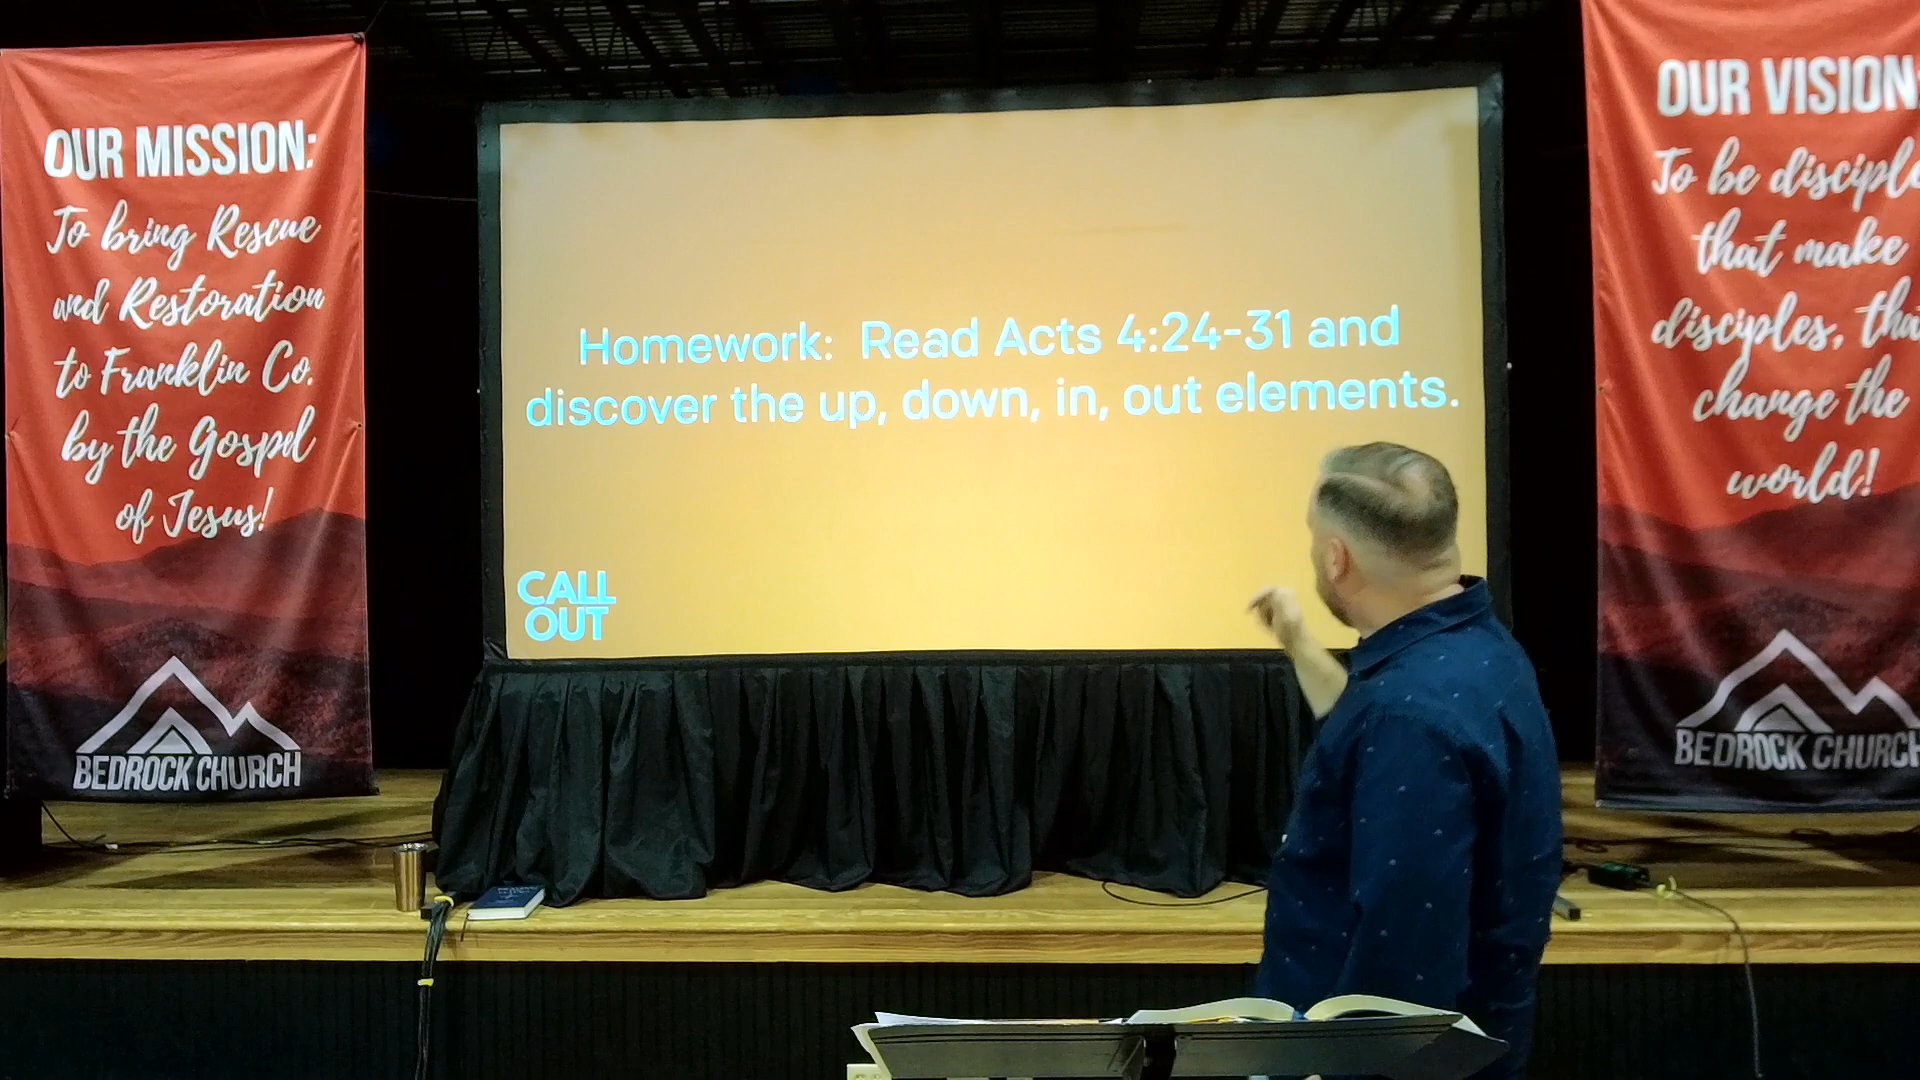 OUR MISSION:
To bring Rescue
and Restoration
to Franklin Co.
by the Gospel
of Jesus!
BEDROCK CHURCH
Homework: Read Acts 4:24-31 and
discover the up, down, in, out elements.
CALL
OUT
OUR VISION:
To be disciple
that make
disciples, tha
change the
world!
BEDROCK CHURCH